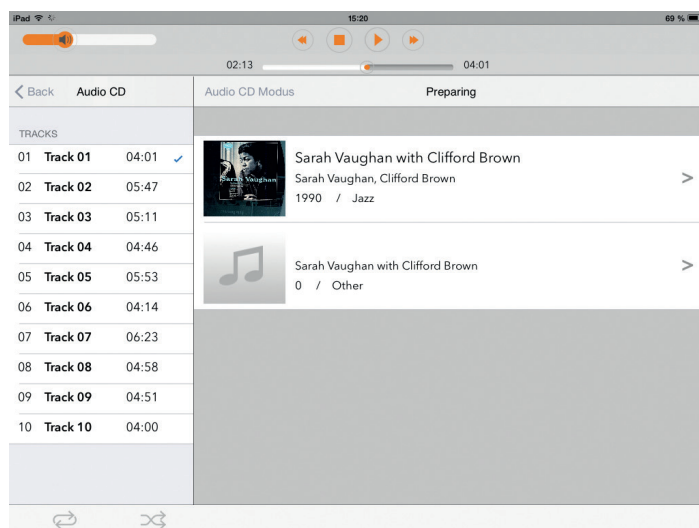 iPad 15:20 69 %
02:13 04:01
Back Audio CD Audio CD Modus Preparing
TRACKS
01 Track 01 04:01
02 Track 02 05:47
03 Track 03 05:11
04 Track 04 04:46
05 Track 05 05:53
06 Track 06 04:14
07 Track 07 06:23
08 Track 08 04:58
09 Track 09 04:51
10 Track 10 04:00
Sarah Vaughan
Sarah Vaughan with Clifford Brown
Sarah Vaughan, Clifford Brown
1990 / Jazz
Sarah Vaughan with Clifford Brown
0 / Other